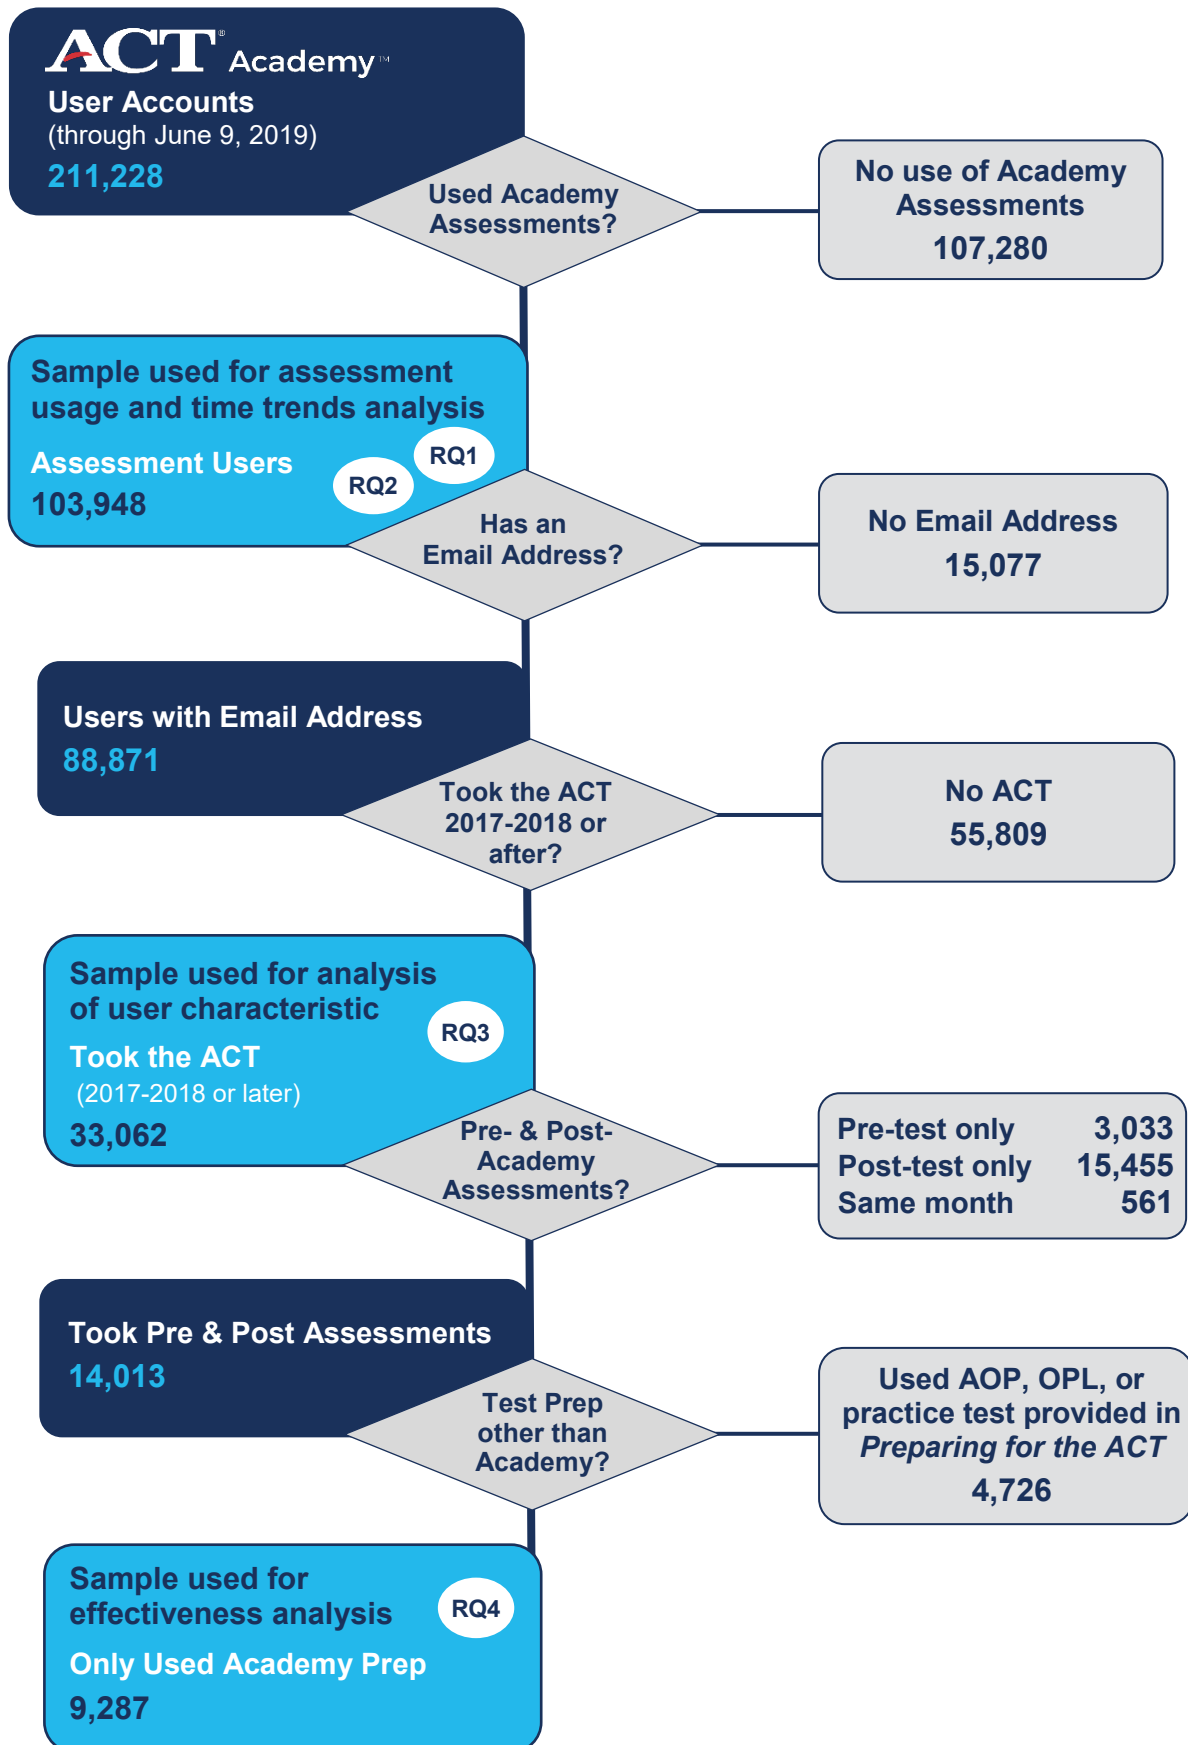 ACT® Academy™
User Accounts
(through June 9, 2019)
211,228
Used Academy
Assessments?
No use of Academy
Assessments
107,280
Sample used for assessment
usage and time trends analysis
Assessment Users
103,948
RQ2
RQ1
Has an
Email Address?
No Email Address
15,077
Users with Email Address
88,871
Took the ACT
2017-2018 or
after?
No ACT
55,809
Sample used for analysis
of user characteristic
Took the ACT
(2017-2018 or later)
33,062
RQ3
Pre- & Post-
Academy
Assessments?
Pre-test only 3,033
Post-test only 15,455
Same month 561
Took Pre & Post Assessments
14,013
Test Prep
other than
Academy?
Used AOP, OPL, or
practice test provided in
Preparing for the ACT
4,726
Sample used for
effectiveness analysis
Only Used Academy Prep
9,287
RQ4